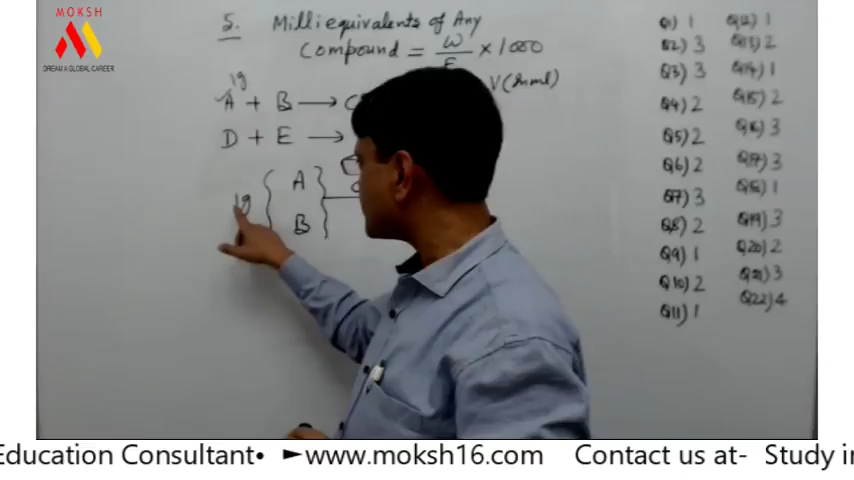 MOKSH
DREAM A GLOBAL CAREER
5. Milliequivalents of Any
Compound = W/E × 1000
V(in ml)
1g
A + B → C
D + E →
1g { A
B }
Q1) 1
Q2) 3
Q3) 3
Q4) 2
Q5) 2
Q6) 2
Q7) 3
Q8) 2
Q9) 1
Q10) 2
Q11) 1
Q12) 1
Q13) 2
Q14) 1
Q15) 2
Q16) 3
Q17) 3
Q18) 1
Q19) 3
Q20) 2
Q21) 3
Q22) 4
Education Consultant• ►www.moksh16.com Contact us at- Study in